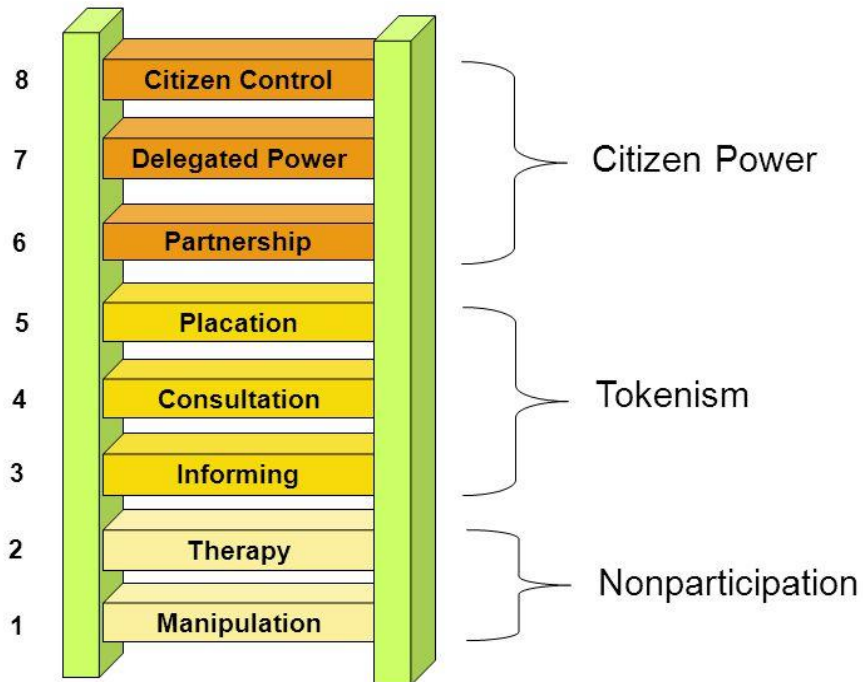 8 Citizen Control
7 Delegated Power
6 Partnership
Citizen Power
5 Placation
4 Consultation
3 Informing
Tokenism
2 Therapy
1 Manipulation
Nonparticipation